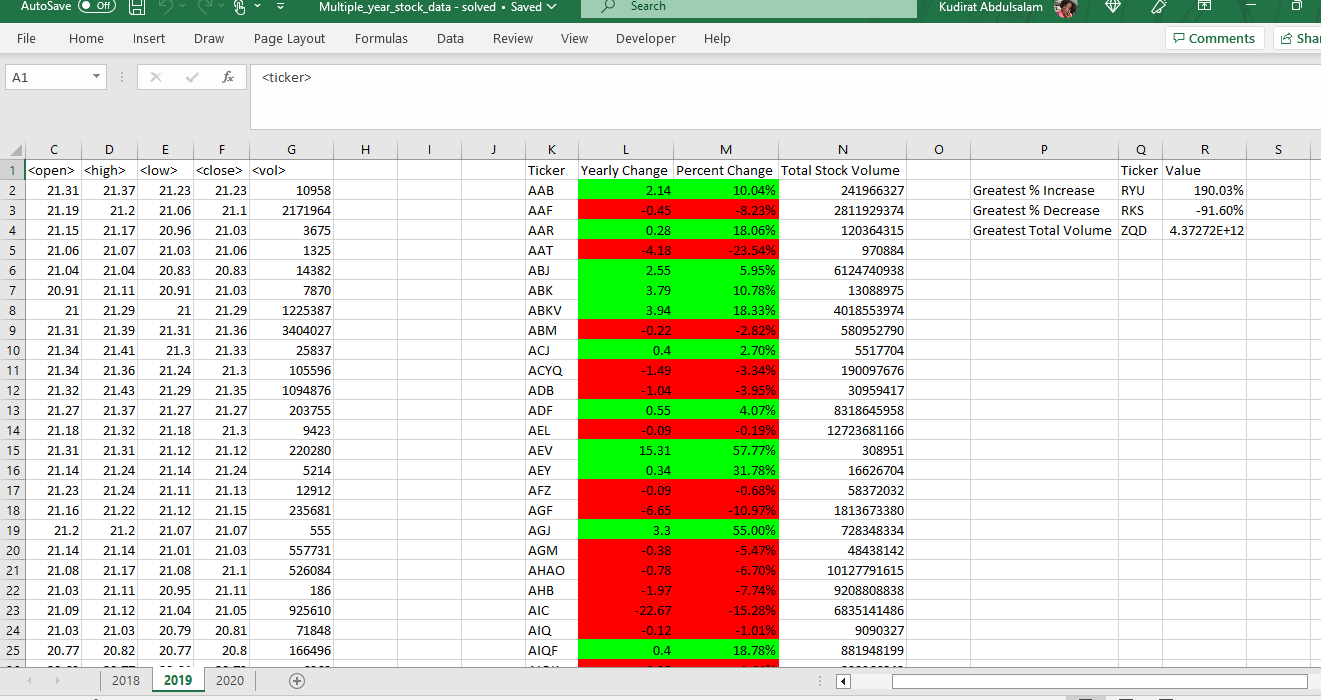 AutoSave Off Multiple_year_stock_data - solved • Saved Search Kudirat Abdulsalam
File Home Insert Draw Page Layout Formulas Data Review View Developer Help Comments Shar
A1 fx <ticker>
C D E F G H I J K L M N O P Q R S
1 <open> <high> <low> <close> <vol> Ticker Yearly Change Percent Change Total Stock Volume Ticker Value
2 21.31 21.37 21.23 21.23 10958 AAB 2.14 10.04% 241966327 Greatest % Increase RYU 190.03%
3 21.19 21.2 21.06 21.1 2171964 AAF -0.45 -8.23% 2811929374 Greatest % Decrease RKS -91.60%
4 21.15 21.17 20.96 21.03 3675 AAR 0.28 18.06% 120364315 Greatest Total Volume ZQD 4.37272E+12
5 21.06 21.07 21.03 21.06 1325 AAT -4.18 -23.54% 970884
6 21.04 21.04 20.83 20.83 14382 ABJ 2.55 5.95% 6124740938
7 20.91 21.11 20.91 21.03 7870 ABK 3.79 10.78% 13088975
8 21 21.29 21 21.29 1225387 ABKV 3.94 18.33% 4018553974
9 21.31 21.39 21.31 21.36 3404027 ABM -0.22 -2.82% 580952790
10 21.34 21.41 21.3 21.33 25837 ACJ 0.4 2.70% 5517704
11 21.34 21.36 21.24 21.3 105596 ACYQ -1.49 -3.34% 190097676
12 21.32 21.43 21.29 21.35 1094876 ADB -1.04 -3.95% 30959417
13 21.27 21.37 21.27 21.27 203755 ADF 0.55 4.07% 8318645958
14 21.18 21.32 21.18 21.3 9423 AEL -0.09 -0.19% 12723681166
15 21.31 21.31 21.12 21.12 220280 AEV 15.31 57.77% 308951
16 21.14 21.24 21.14 21.24 5214 AEY 0.34 31.78% 16626704
17 21.23 21.24 21.11 21.13 12912 AFZ -0.09 -0.68% 58372032
18 21.16 21.22 21.12 21.15 235681 AGF -6.65 -10.97% 1813673380
19 21.2 21.2 21.07 21.07 555 AGJ 3.3 55.00% 728348334
20 21.14 21.14 21.01 21.03 557731 AGM -0.38 -5.47% 48438142
21 21.08 21.17 21.08 21.1 526084 AHAO -0.78 -6.70% 10127791615
22 21.03 21.11 20.95 21.11 186 AHB -1.97 -7.74% 9208808838
23 21.09 21.12 21.04 21.05 925610 AIC -22.67 -15.28% 6835141486
24 21.03 21.03 20.79 20.81 71848 AIQ -0.12 -1.01% 9090327
25 20.77 20.82 20.77 20.8 166496 AIQF 0.4 18.78% 881948199
2018 2019 2020